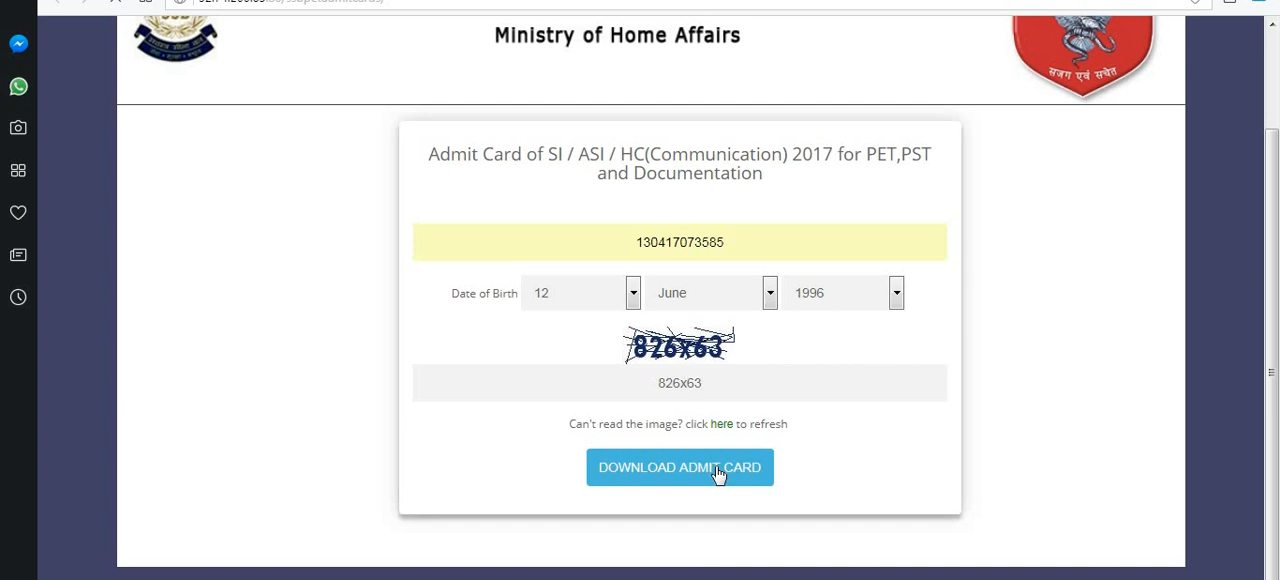 Ministry of Home Affairs
सजग एवं सचेत
Admit Card of SI / ASI / HC(Communication) 2017 for PET,PST
and Documentation
130417073585
Date of Birth 12 June 1996
826x63
826x63
Can't read the image? click here to refresh
DOWNLOAD ADMIT CARD